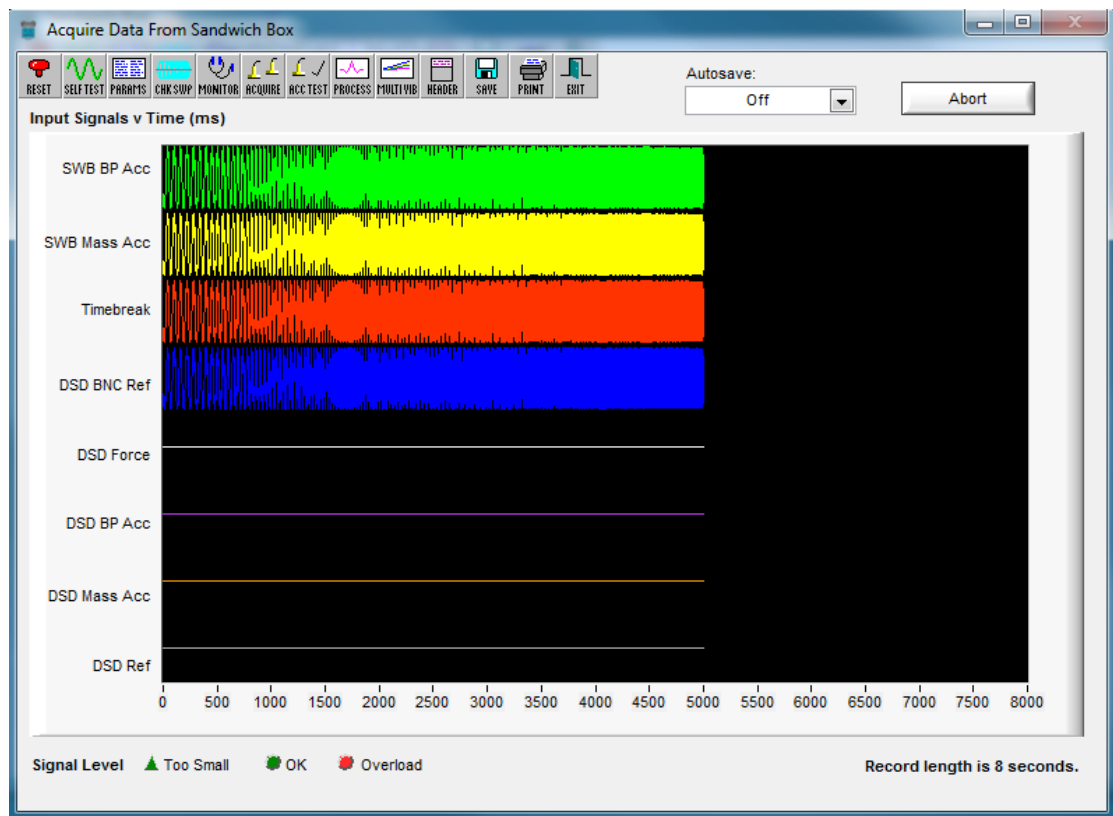 Acquire Data From Sandwich Box
RESET SELF TEST PARAMS CHK SWP MONITOR ACQUIRE ACC TEST PROCESS MULTI VIB HEADER SAVE PRINT EXIT
Autosave:
Off
Abort
Input Signals v Time (ms)
SWB BP Acc
SWB Mass Acc
Timebreak
DSD BNC Ref
DSD Force
DSD BP Acc
DSD Mass Acc
DSD Ref
0 500 1000 1500 2000 2500 3000 3500 4000 4500 5000 5500 6000 6500 7000 7500 8000
Signal Level Too Small OK Overload
Record length is 8 seconds.